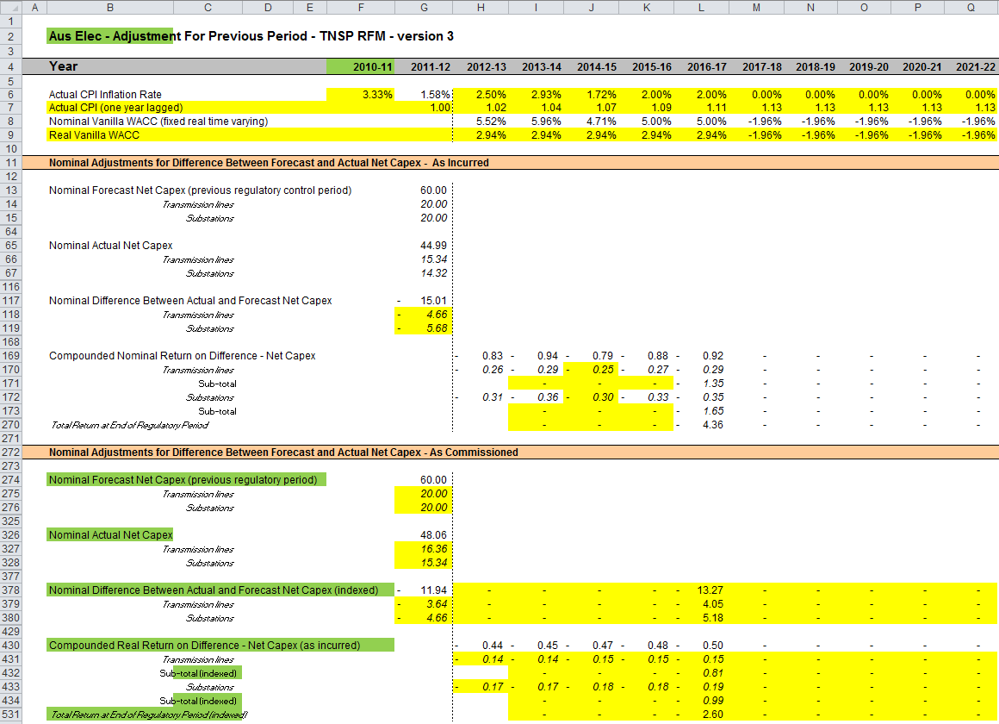 A B C D E F G H I J K L M N O P Q
1
2 Aus Elec - Adjustment For Previous Period - TNSP RFM - version 3
3
4 Year 2010-11 2011-12 2012-13 2013-14 2014-15 2015-16 2016-17 2017-18 2018-19 2019-20 2020-21 2021-22
5
6 Actual CPI Inflation Rate 3.33% 1.58% 2.50% 2.93% 1.72% 2.00% 2.00% 0.00% 0.00% 0.00% 0.00% 0.00%
7 Actual CPI (one year lagged) 1.00 1.02 1.04 1.07 1.09 1.11 1.13 1.13 1.13 1.13 1.13
8 Nominal Vanilla WACC (fixed real time varying) 5.52% 5.96% 4.71% 5.00% 5.00% -1.96% -1.96% -1.96% -1.96% -1.96%
9 Real Vanilla WACC 2.94% 2.94% 2.94% 2.94% 2.94% -1.96% -1.96% -1.96% -1.96% -1.96%
10
11 Nominal Adjustments for Difference Between Forecast and Actual Net Capex - As Incurred
12
13 Nominal Forecast Net Capex (previous regulatory control period) 60.00
14 Transmission lines 20.00
15 Substations 20.00
64
65 Nominal Actual Net Capex 44.99
66 Transmission lines 15.34
67 Substations 14.32
116
117 Nominal Difference Between Actual and Forecast Net Capex - 15.01
118 Transmission lines - 4.66
119 Substations - 5.68
168
169 Compounded Nominal Return on Difference - Net Capex - 0.83 - 0.94 - 0.79 - 0.88 - 0.92 - - - - -
170 Transmission lines - 0.26 - 0.29 - 0.25 - 0.27 - 0.29 - - - - -
171 Sub-total - - - - 1.35 - - - - -
172 Substations - 0.31 - 0.36 - 0.30 - 0.33 - 0.35 - - - - -
173 Sub-total - - - - 1.65 - - - - -
270 Total Return at End of Regulatory Period - - - - 4.36 - - - - -
271
272 Nominal Adjustments for Difference Between Forecast and Actual Net Capex - As Commissioned
273
274 Nominal Forecast Net Capex (previous regulatory period) 60.00
275 Transmission lines 20.00
276 Substations 20.00
325
326 Nominal Actual Net Capex 48.06
327 Transmission lines 16.36
328 Substations 15.34
377
378 Nominal Difference Between Actual and Forecast Net Capex (indexed) - 11.94 - - - - - 13.27 - - - - -
379 Transmission lines - 3.64 - - - - - 4.05 - - - - -
380 Substations - 4.66 - - - - - 5.18 - - - - -
429
430 Compounded Real Return on Difference - Net Capex (as incurred) - 0.44 - 0.45 - 0.47 - 0.48 - 0.50 - - - - -
431 Transmission lines - 0.14 - 0.14 - 0.15 - 0.15 - 0.15 - - - - -
432 Sub-total (indexed) - - - - 0.81 - - - - -
433 Substations - 0.17 - 0.17 - 0.18 - 0.18 - 0.19 - - - - -
434 Sub-total (indexed) - - - - 0.99 - - - - -
531 Total Return at End of Regulatory Period (indexed) - - - - 2.60 - - - - -